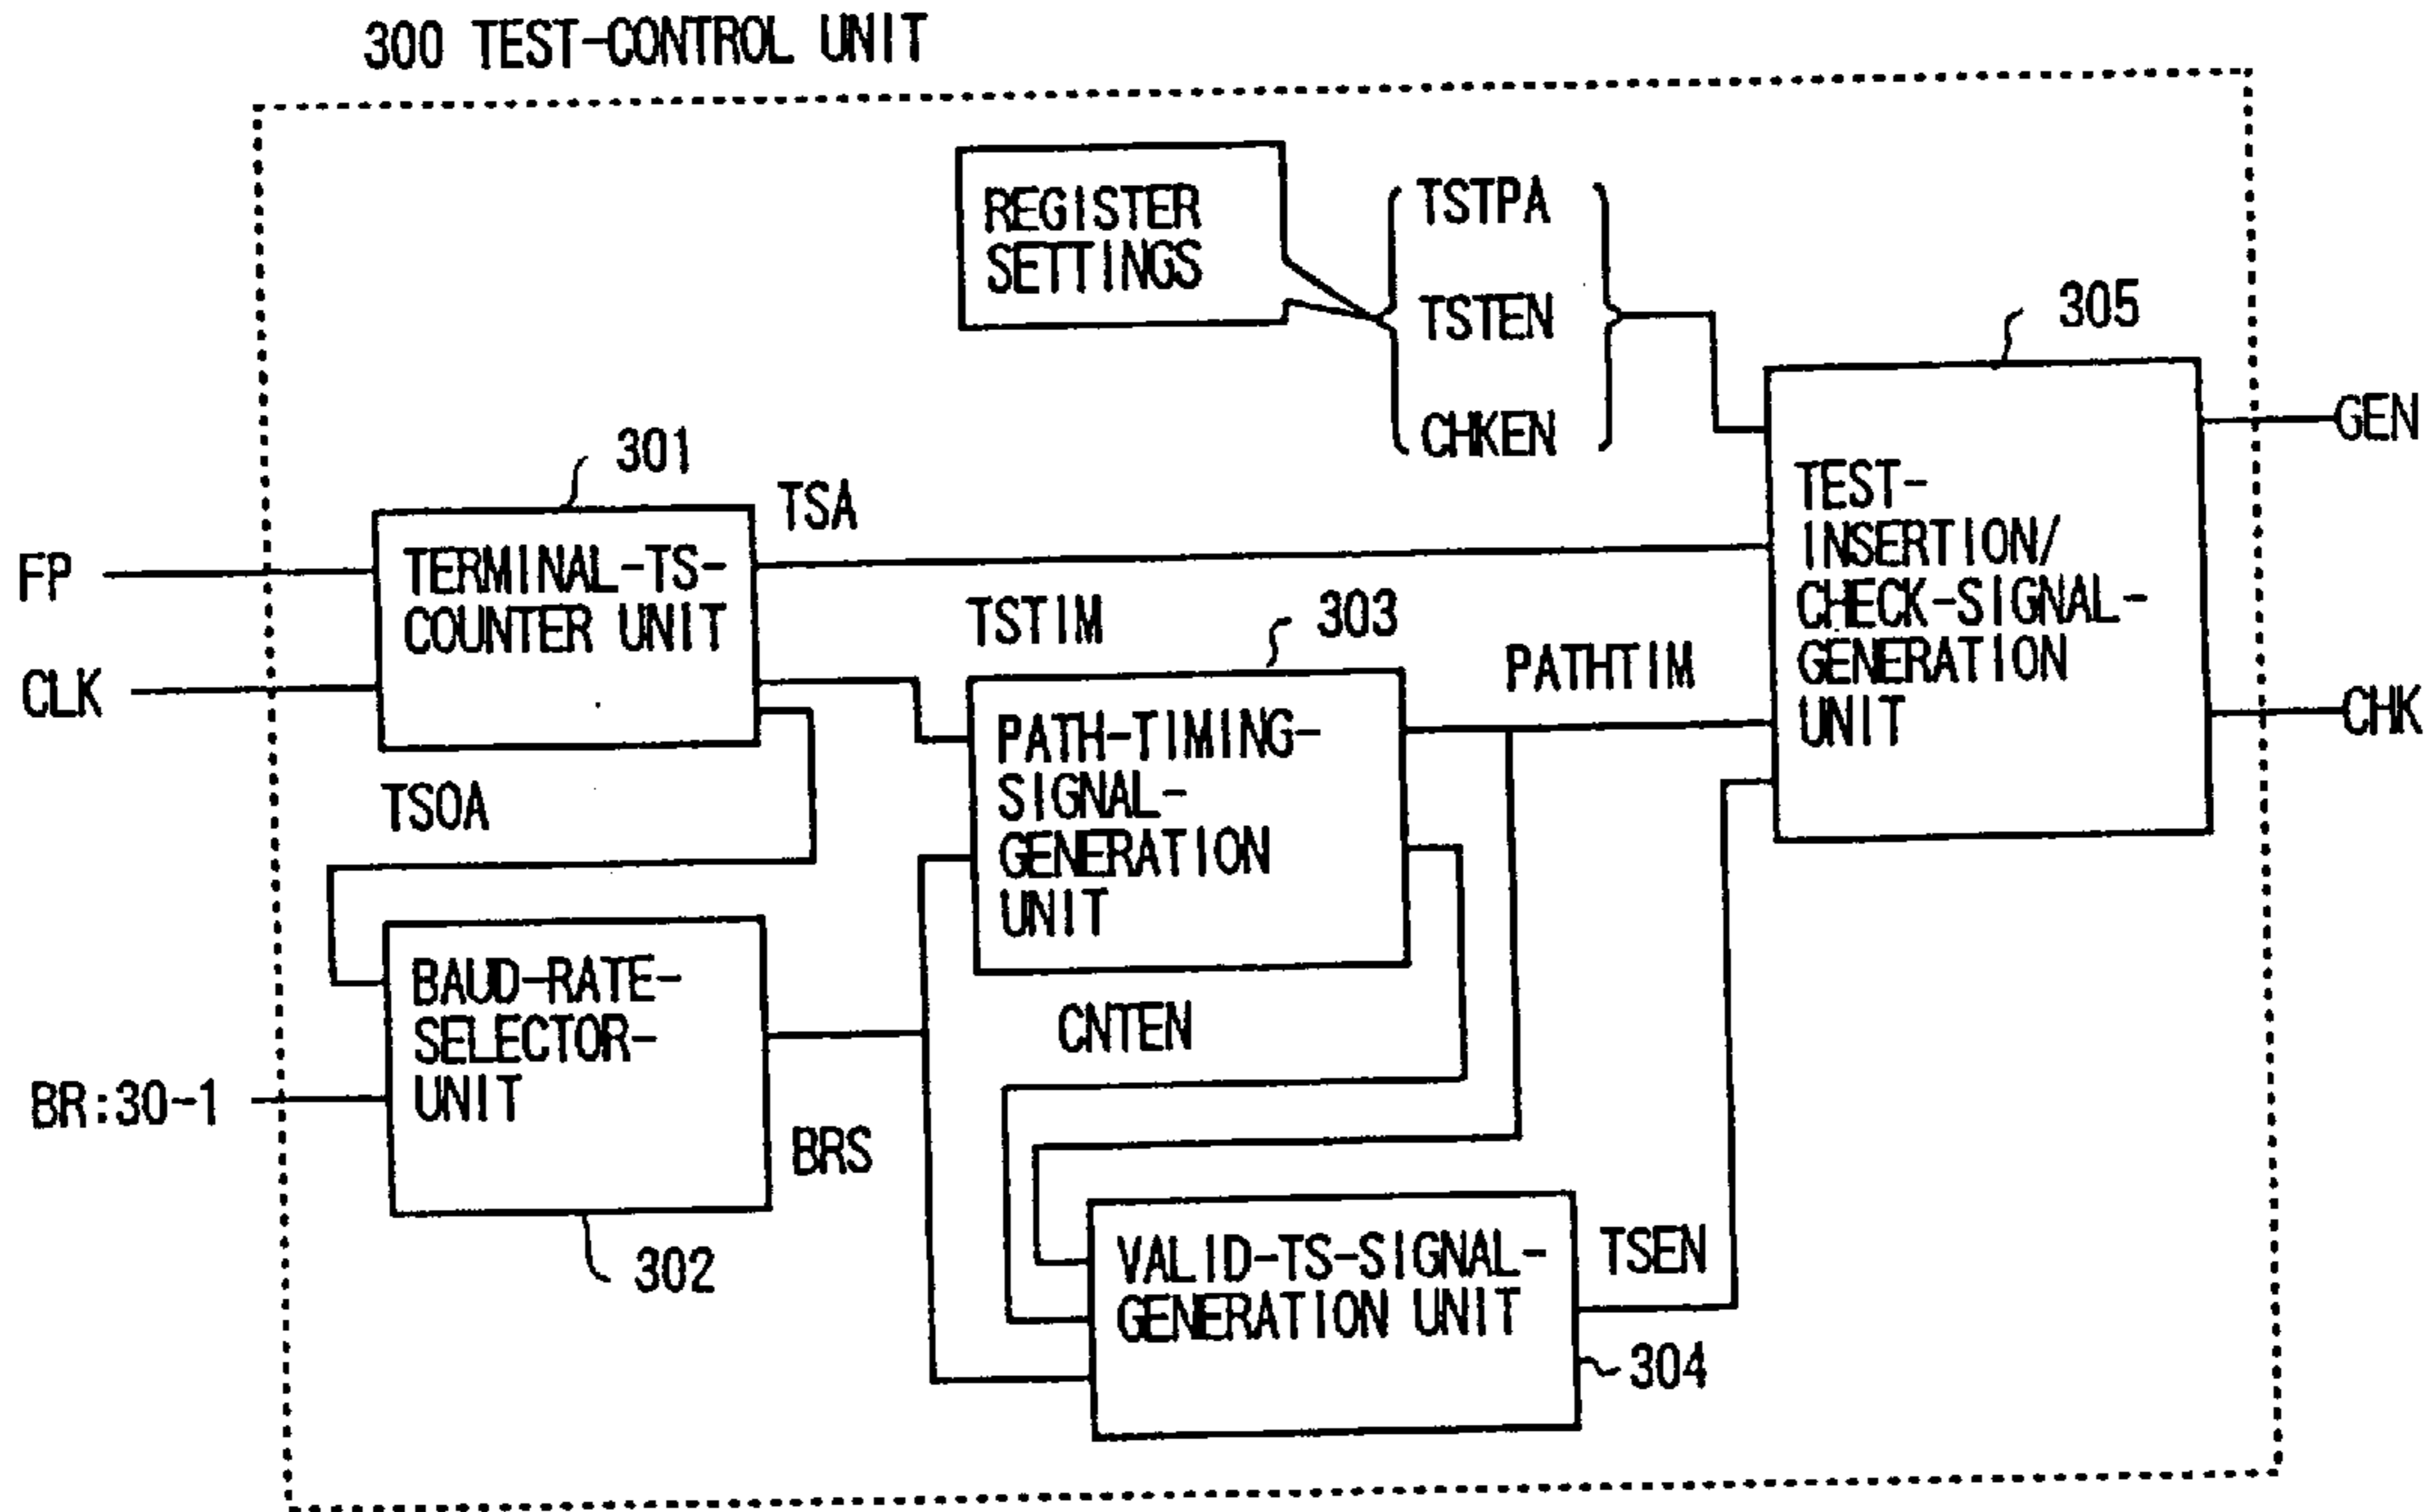 300 TEST-CONTROL UNIT
REGISTER
SETTINGS
TSTPA
TSTEN
CHKEN
305
GEN
301
TSA
TEST-
INSERTION/
CHECK-SIGNAL-
GENERATION
UNIT
FP
TERMINAL-TS-
COUNTER UNIT
TSTIM
303
CLK
PATHTIM
CHK
PATH-TIMING-
SIGNAL-
GENERATION
UNIT
TSOA
BAUD-RATE-
SELECTOR-
UNIT
CNTEN
BR:30-1
BRS
302
VALID-TS-SIGNAL-
GENERATION UNIT
TSEN
304